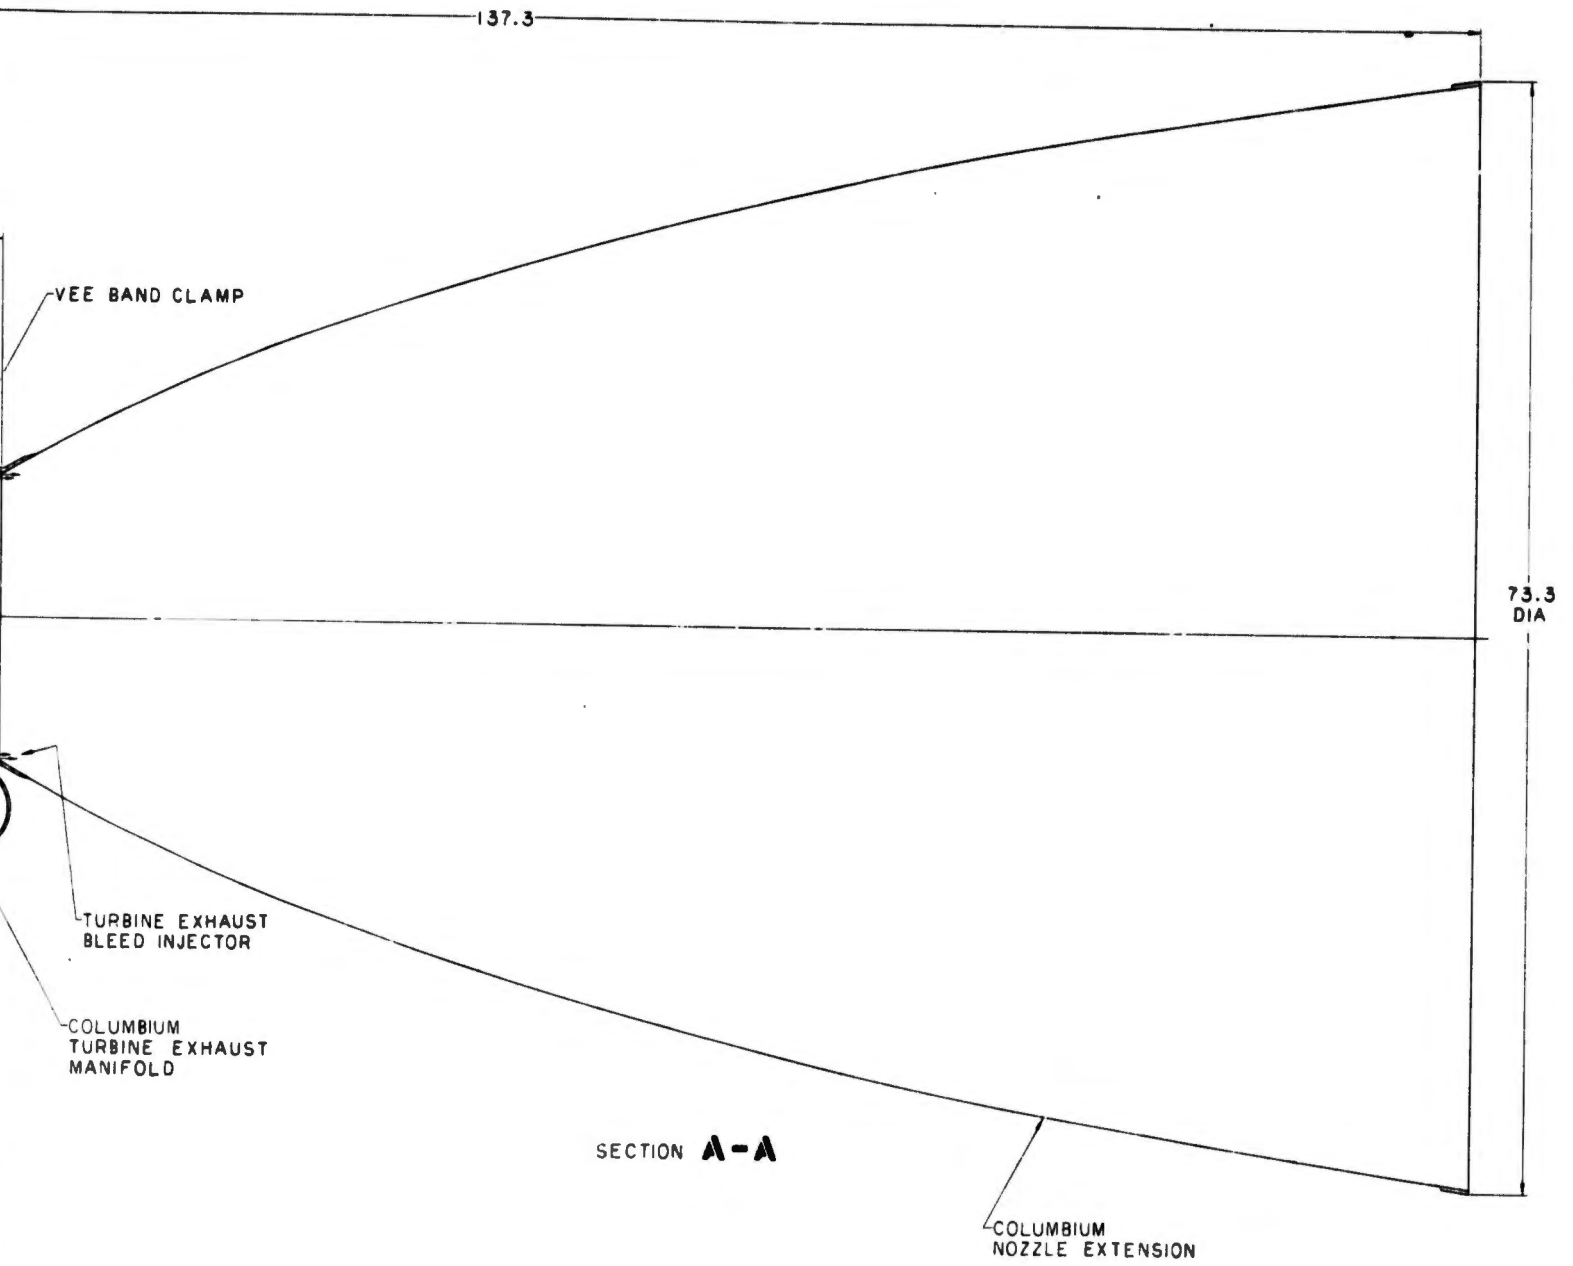 137.3
VEE BAND CLAMP
73.3
DIA
TURBINE EXHAUST
BLEED INJECTOR
COLUMBIUM
TURBINE EXHAUST
MANIFOLD
SECTION A-A
COLUMBIUM
NOZZLE EXTENSION